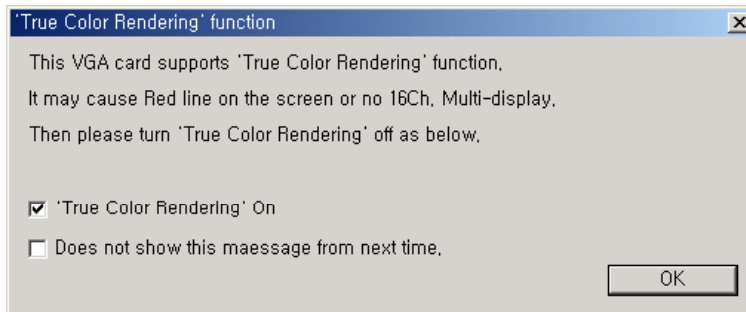 'True Color Rendering' function
This VGA card supports 'True Color Rendering' function,
It may cause Red line on the screen or no 16Ch, Multi-display,
Then please turn 'True Color Rendering' off as below,
'True Color Rendering' On
Does not show this maessage from next time,
OK